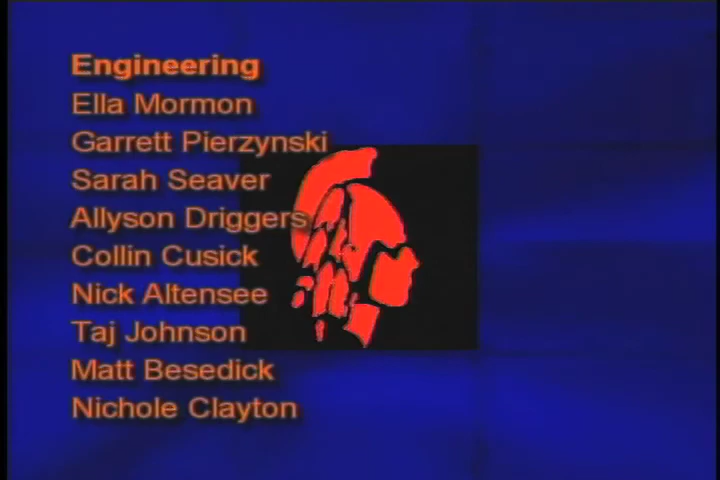 Engineering
Ella Mormon
Garrett Pierzynski
Sarah Seaver
Allyson Driggers
Collin Cusick
Nick Altensee
Taj Johnson
Matt Besedick
Nichole Clayton